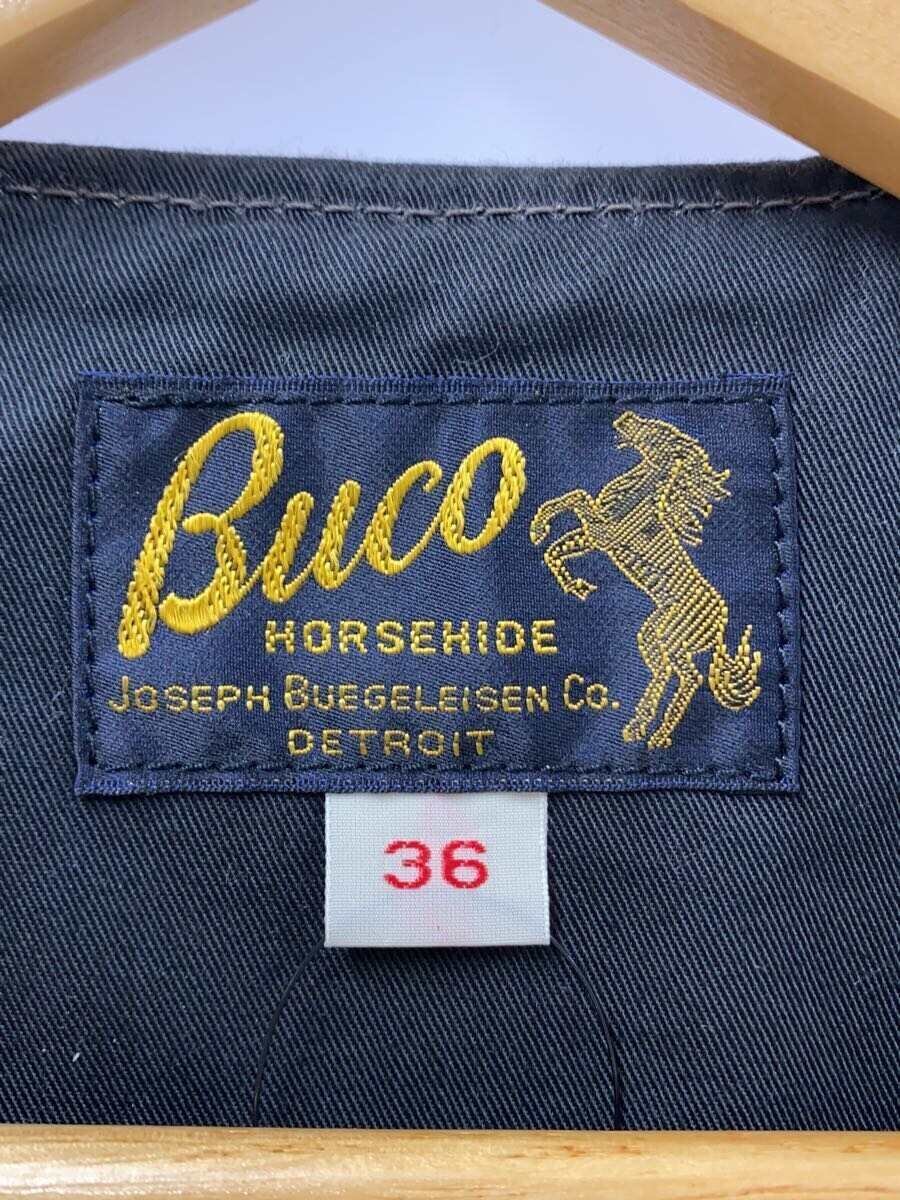 Buco
HORSEHIDE
JOSEPH BUEGELEISEN CO.
DETROIT
36